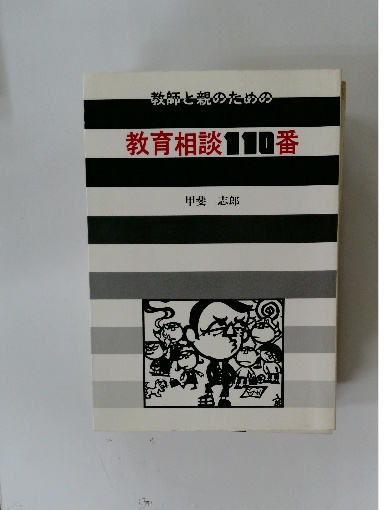 教師と親のための
教育相談110番
甲斐 志郎